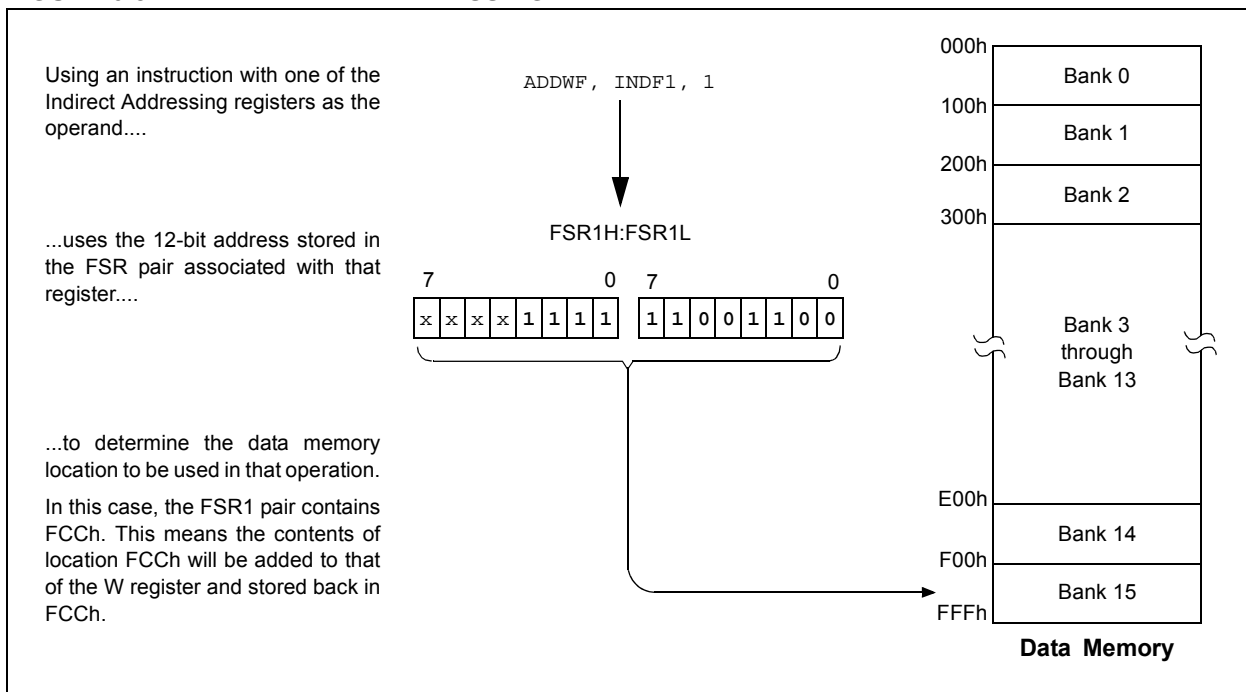 Using an instruction with one of the
Indirect Addressing registers as the
operand....
ADDWF, INDF1, 1
...uses the 12-bit address stored in
the FSR pair associated with that
register....
FSR1H:FSR1L
7 0 7 0
x x x x 1 1 1 1 1 1 0 0 1 1 0 0
...to determine the data memory
location to be used in that operation.
In this case, the FSR1 pair contains
FCCh. This means the contents of
location FCCh will be added to that
of the W register and stored back in
FCCh.
000h
Bank 0
100h
Bank 1
200h
Bank 2
300h
Bank 3
through
Bank 13
E00h
Bank 14
F00h
Bank 15
FFFh
Data Memory